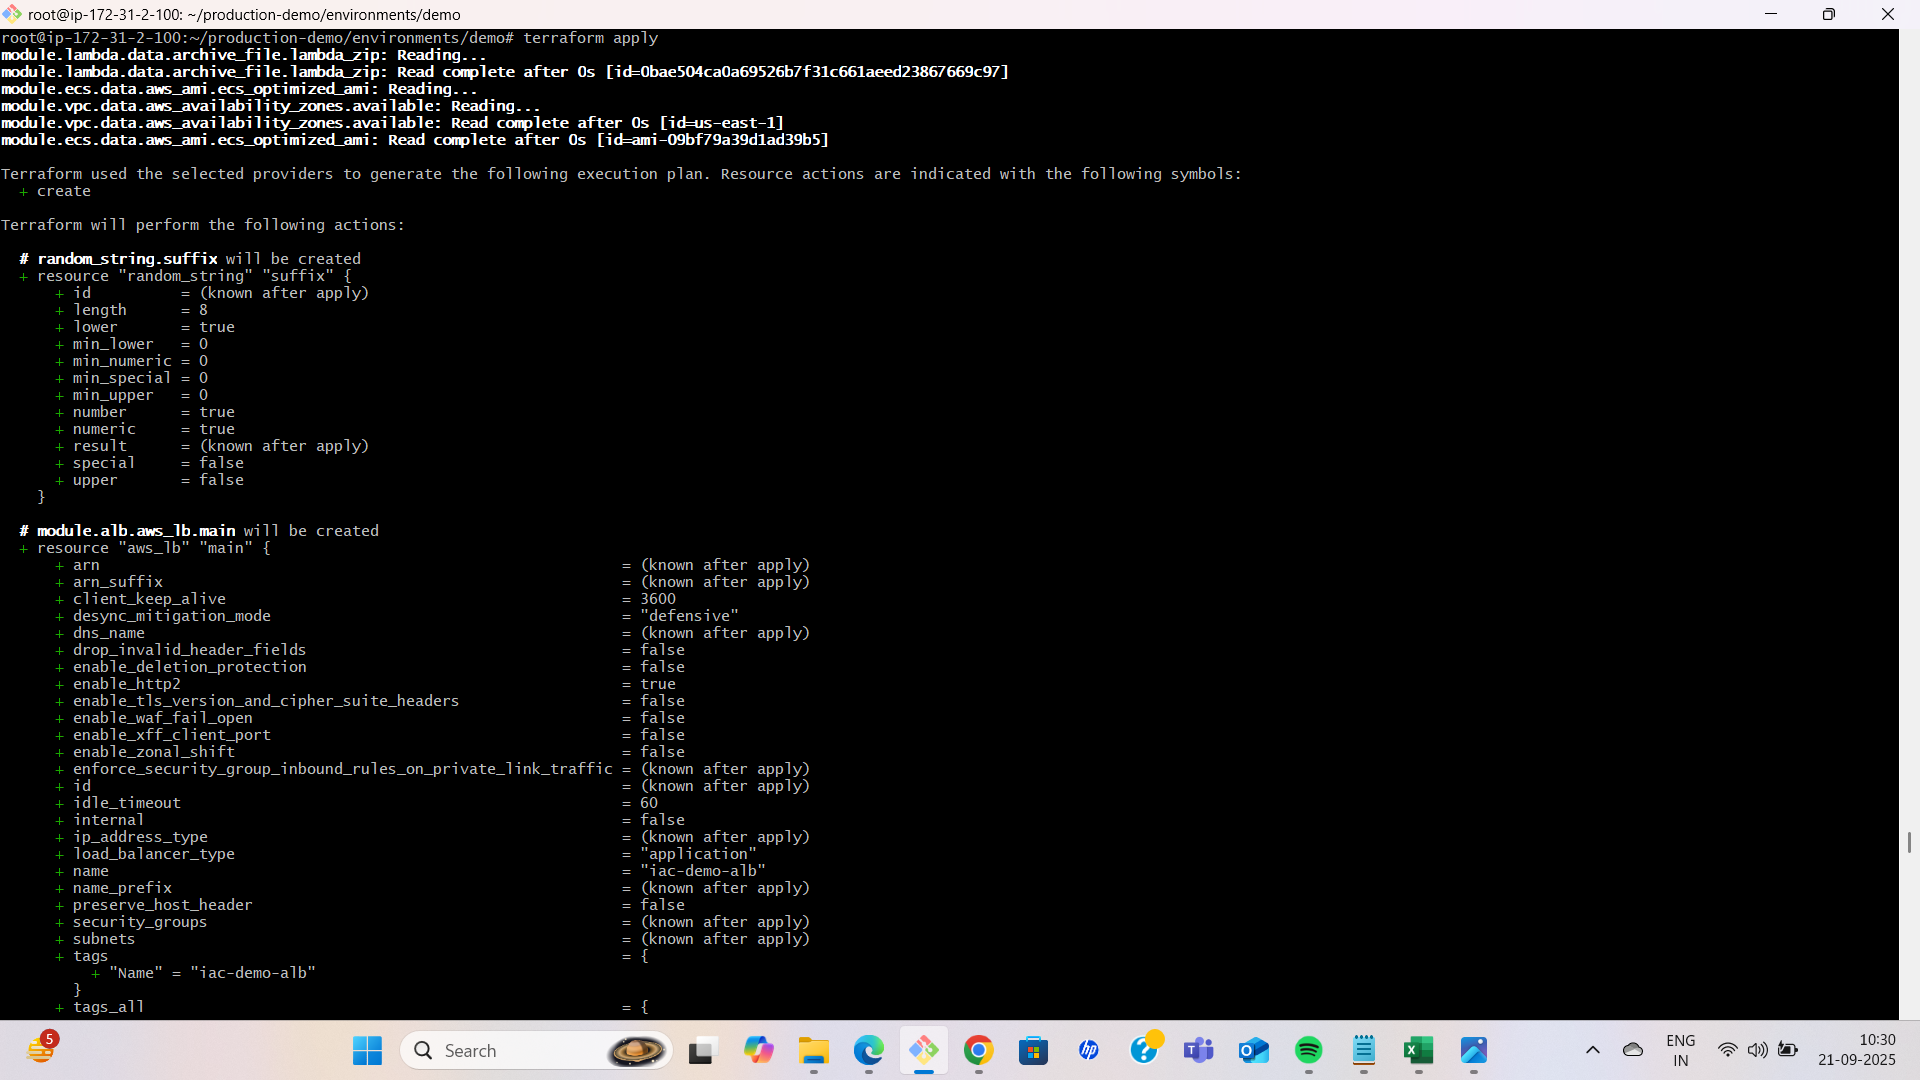 root@ip-172-31-2-100: ~/production-demo/environments/demo
root@ip-172-31-2-100:~/production-demo/environments/demo# terraform apply
module.lambda.data.archive_file.lambda_zip: Reading...
module.lambda.data.archive_file.lambda_zip: Read complete after 0s [id=0bae504ca0a69526b7f31c661aeed23867669c97]
module.ecs.data.aws_ami.ecs_optimized_ami: Reading...
module.vpc.data.aws_availability_zones.available: Reading...
module.vpc.data.aws_availability_zones.available: Read complete after 0s [id=us-east-1]
module.ecs.data.aws_ami.ecs_optimized_ami: Read complete after 0s [id=ami-09bf79a39d1ad39b5]
Terraform used the selected providers to generate the following execution plan. Resource actions are indicated with the following symbols:
+ create
Terraform will perform the following actions:
# random_string.suffix will be created
+ resource "random_string" "suffix" {
+ id = (known after apply)
+ length = 8
+ lower = true
+ min_lower = 0
+ min_numeric = 0
+ min_special = 0
+ min_upper = 0
+ number = true
+ numeric = true
+ result = (known after apply)
+ special = false
+ upper = false
}
# module.alb.aws_lb.main will be created
+ resource "aws_lb" "main" {
+ arn = (known after apply)
+ arn_suffix = (known after apply)
+ client_keep_alive = 3600
+ desync_mitigation_mode = "defensive"
+ dns_name = (known after apply)
+ drop_invalid_header_fields = false
+ enable_deletion_protection = false
+ enable_http2 = true
+ enable_tls_version_and_cipher_suite_headers = false
+ enable_waf_fail_open = false
+ enable_xff_client_port = false
+ enable_zonal_shift = false
+ enforce_security_group_inbound_rules_on_private_link_traffic = (known after apply)
+ id = (known after apply)
+ idle_timeout = 60
+ internal = false
+ ip_address_type = (known after apply)
+ load_balancer_type = "application"
+ name = "iac-demo-alb"
+ name_prefix = (known after apply)
+ preserve_host_header = false
+ security_groups = (known after apply)
+ subnets = (known after apply)
+ tags = {
+ "Name" = "iac-demo-alb"
}
+ tags_all = {
5
Search
hp
ENG
IN
10:30
21-09-2025